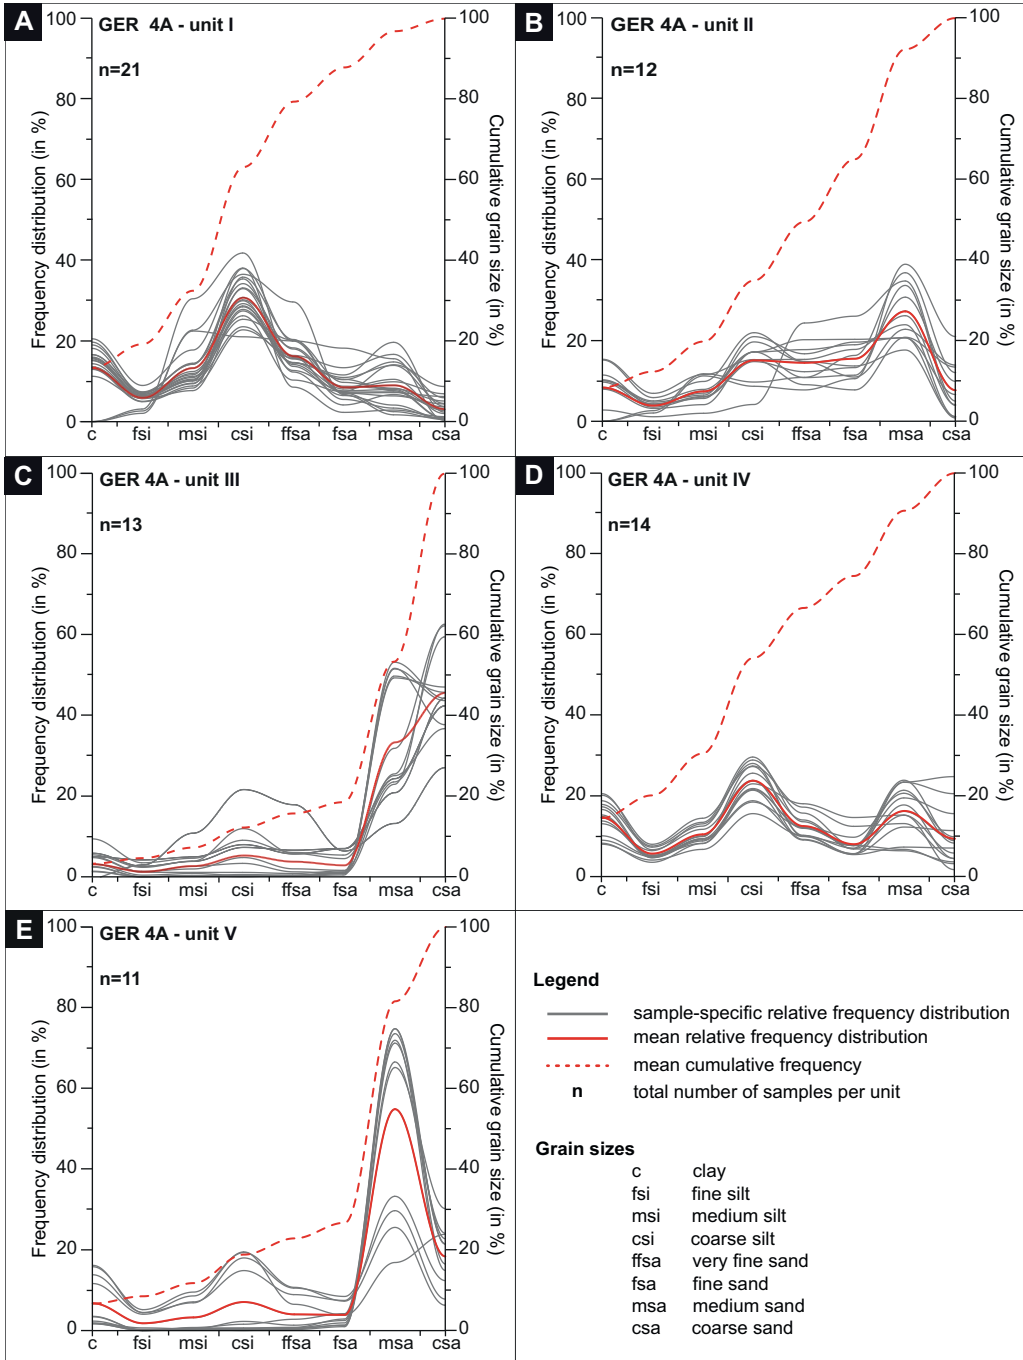 A
GER 4A - unit I
n=21
Frequency distribution (in %)
Cumulative grain size (in %)
100
80
60
40
20
0
100
80
60
40
20
0
c fsi msi csi ffsa fsa msa csa
B
GER 4A - unit II
n=12
Frequency distribution (in %)
Cumulative grain size (in %)
100
80
60
40
20
0
100
80
60
40
20
0
c fsi msi csi ffsa fsa msa csa
C
GER 4A - unit III
n=13
Frequency distribution (in %)
Cumulative grain size (in %)
100
80
60
40
20
0
100
80
60
40
20
0
c fsi msi csi ffsa fsa msa csa
D
GER 4A - unit IV
n=14
Frequency distribution (in %)
Cumulative grain size (in %)
100
80
60
40
20
0
100
80
60
40
20
0
c fsi msi csi ffsa fsa msa csa
E
GER 4A - unit V
n=11
Frequency distribution (in %)
Cumulative grain size (in %)
100
80
60
40
20
0
100
80
60
40
20
0
c fsi msi csi ffsa fsa msa csa
Legend
sample-specific relative frequency distribution
mean relative frequency distribution
mean cumulative frequency
n total number of samples per unit
Grain sizes
c clay
fsi fine silt
msi medium silt
csi coarse silt
ffsa very fine sand
fsa fine sand
msa medium sand
csa coarse sand